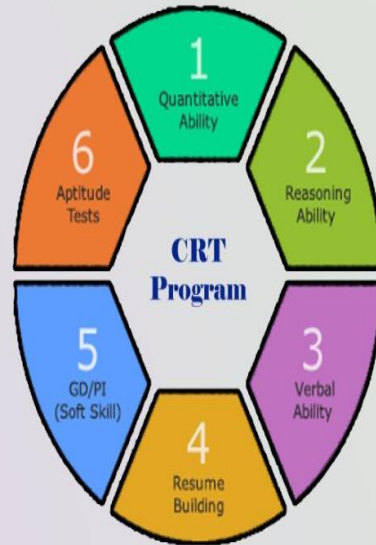 1
Quantitative
Ability
2
Reasoning
Ability
3
Verbal
Ability
4
Resume
Building
5
GD/PI
(Soft Skill)
6
Aptitude
Tests
CRT
Program